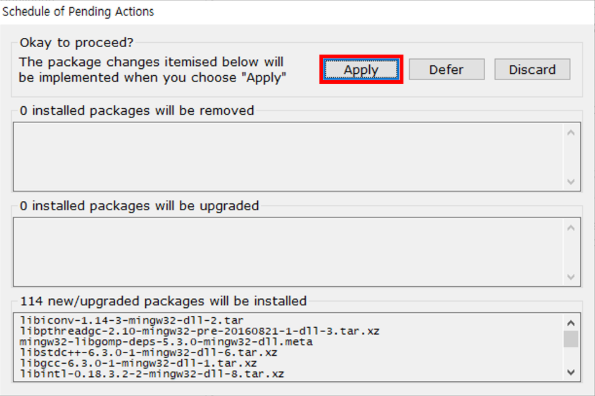 Schedule of Pending Actions
Okay to proceed?
The package changes itemised below will
be implemented when you choose "Apply"
Apply
Defer
Discard
0 installed packages will be removed
0 installed packages will be upgraded
114 new/upgraded packages will be installed
libiconv-1.14-3-mingw32-dll-2.tar
libpthreadgc-2.10-mingw32-pre-20160821-1-dll-3.tar.xz
mingw32-libgomp-deps-5.3.0-mingw32-dll.meta
libstdc++-6.3.0-1-mingw32-dll-6.tar.xz
libgcc-6.3.0-1-mingw32-dll-1.tar.xz
libintl-0.18.3.2-2-mingw32-dll-8.tar.xz